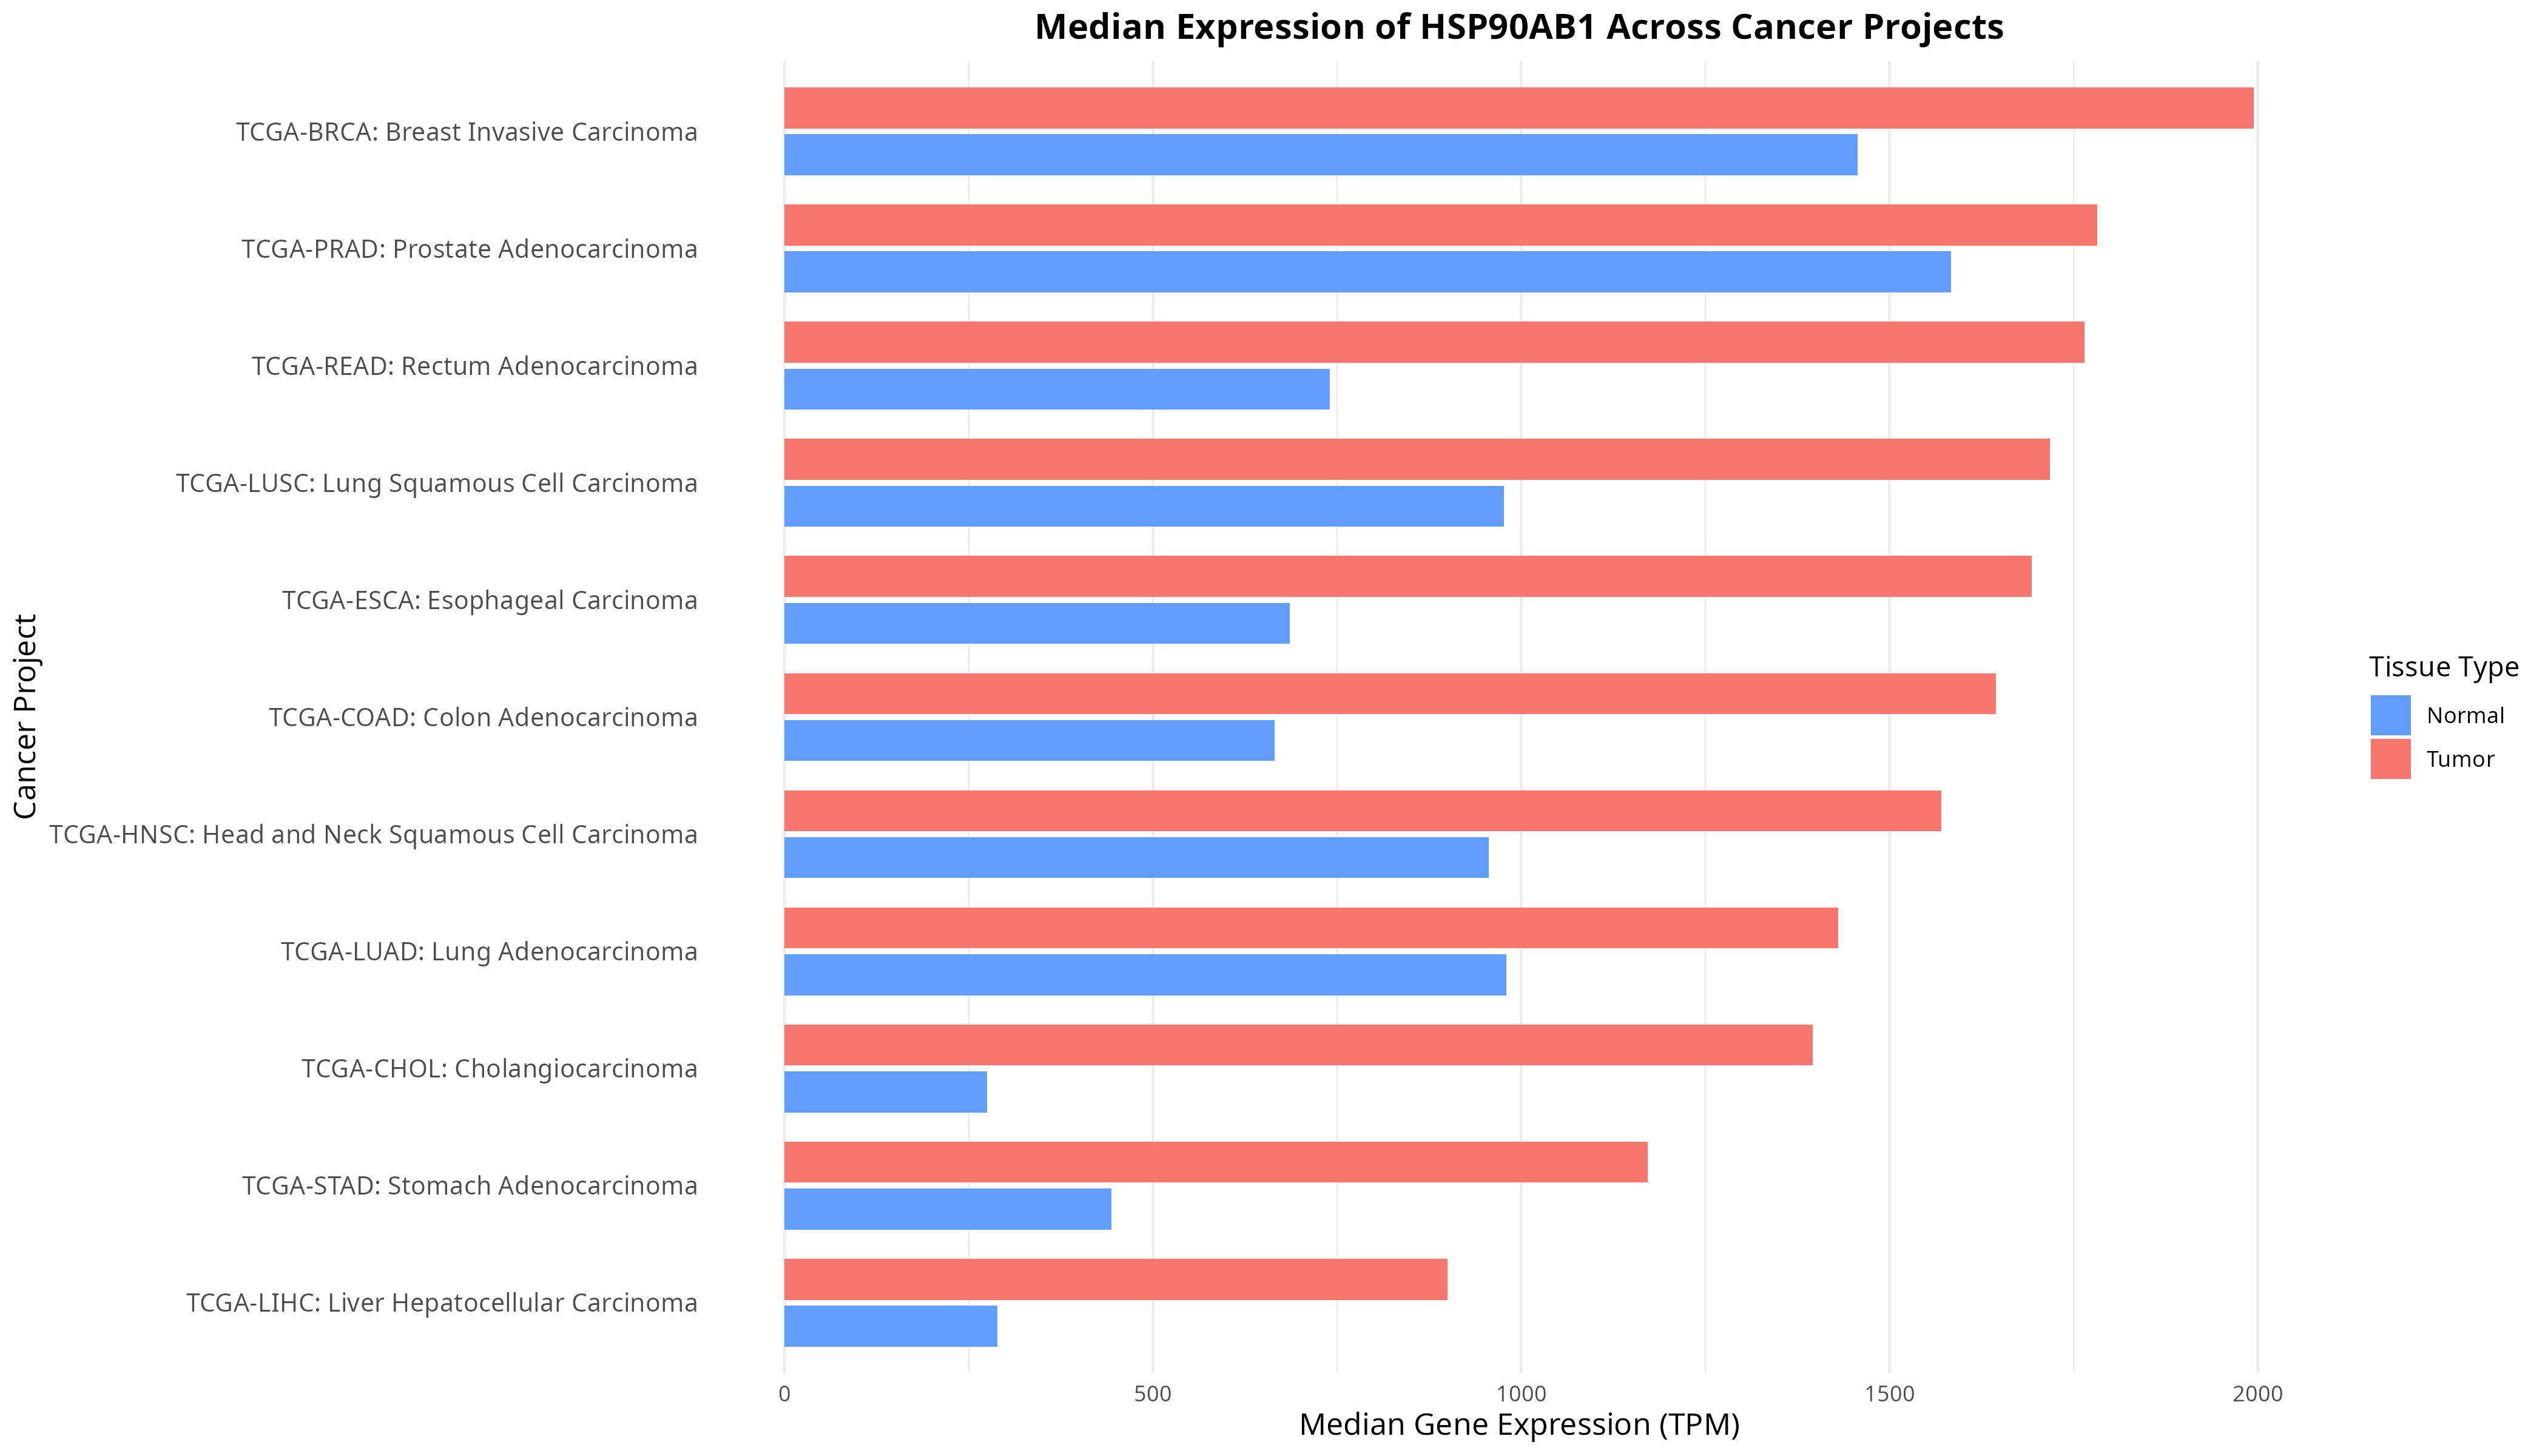 Median Expression of HSP90AB1 Across Cancer Projects
Cancer Project
TCGA-BRCA: Breast Invasive Carcinoma
TCGA-PRAD: Prostate Adenocarcinoma
TCGA-READ: Rectum Adenocarcinoma
TCGA-LUSC: Lung Squamous Cell Carcinoma
TCGA-ESCA: Esophageal Carcinoma
TCGA-COAD: Colon Adenocarcinoma
TCGA-HNSC: Head and Neck Squamous Cell Carcinoma
TCGA-LUAD: Lung Adenocarcinoma
TCGA-CHOL: Cholangiocarcinoma
TCGA-STAD: Stomach Adenocarcinoma
TCGA-LIHC: Liver Hepatocellular Carcinoma
0 500 1000 1500 2000
Median Gene Expression (TPM)
Tissue Type
Normal
Tumor